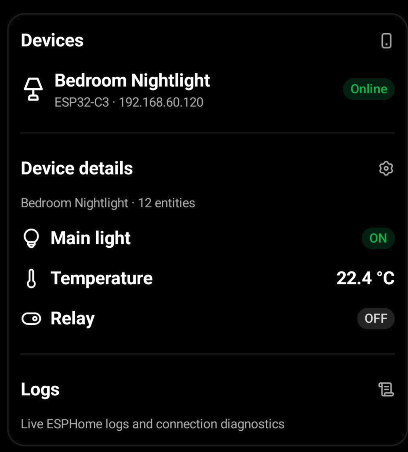 Devices
Bedroom Nightlight
ESP32-C3 · 192.168.60.120
Online
Device details
Bedroom Nightlight · 12 entities
Main light
ON
Temperature
22.4 °C
Relay
OFF
Logs
Live ESPHome logs and connection diagnostics